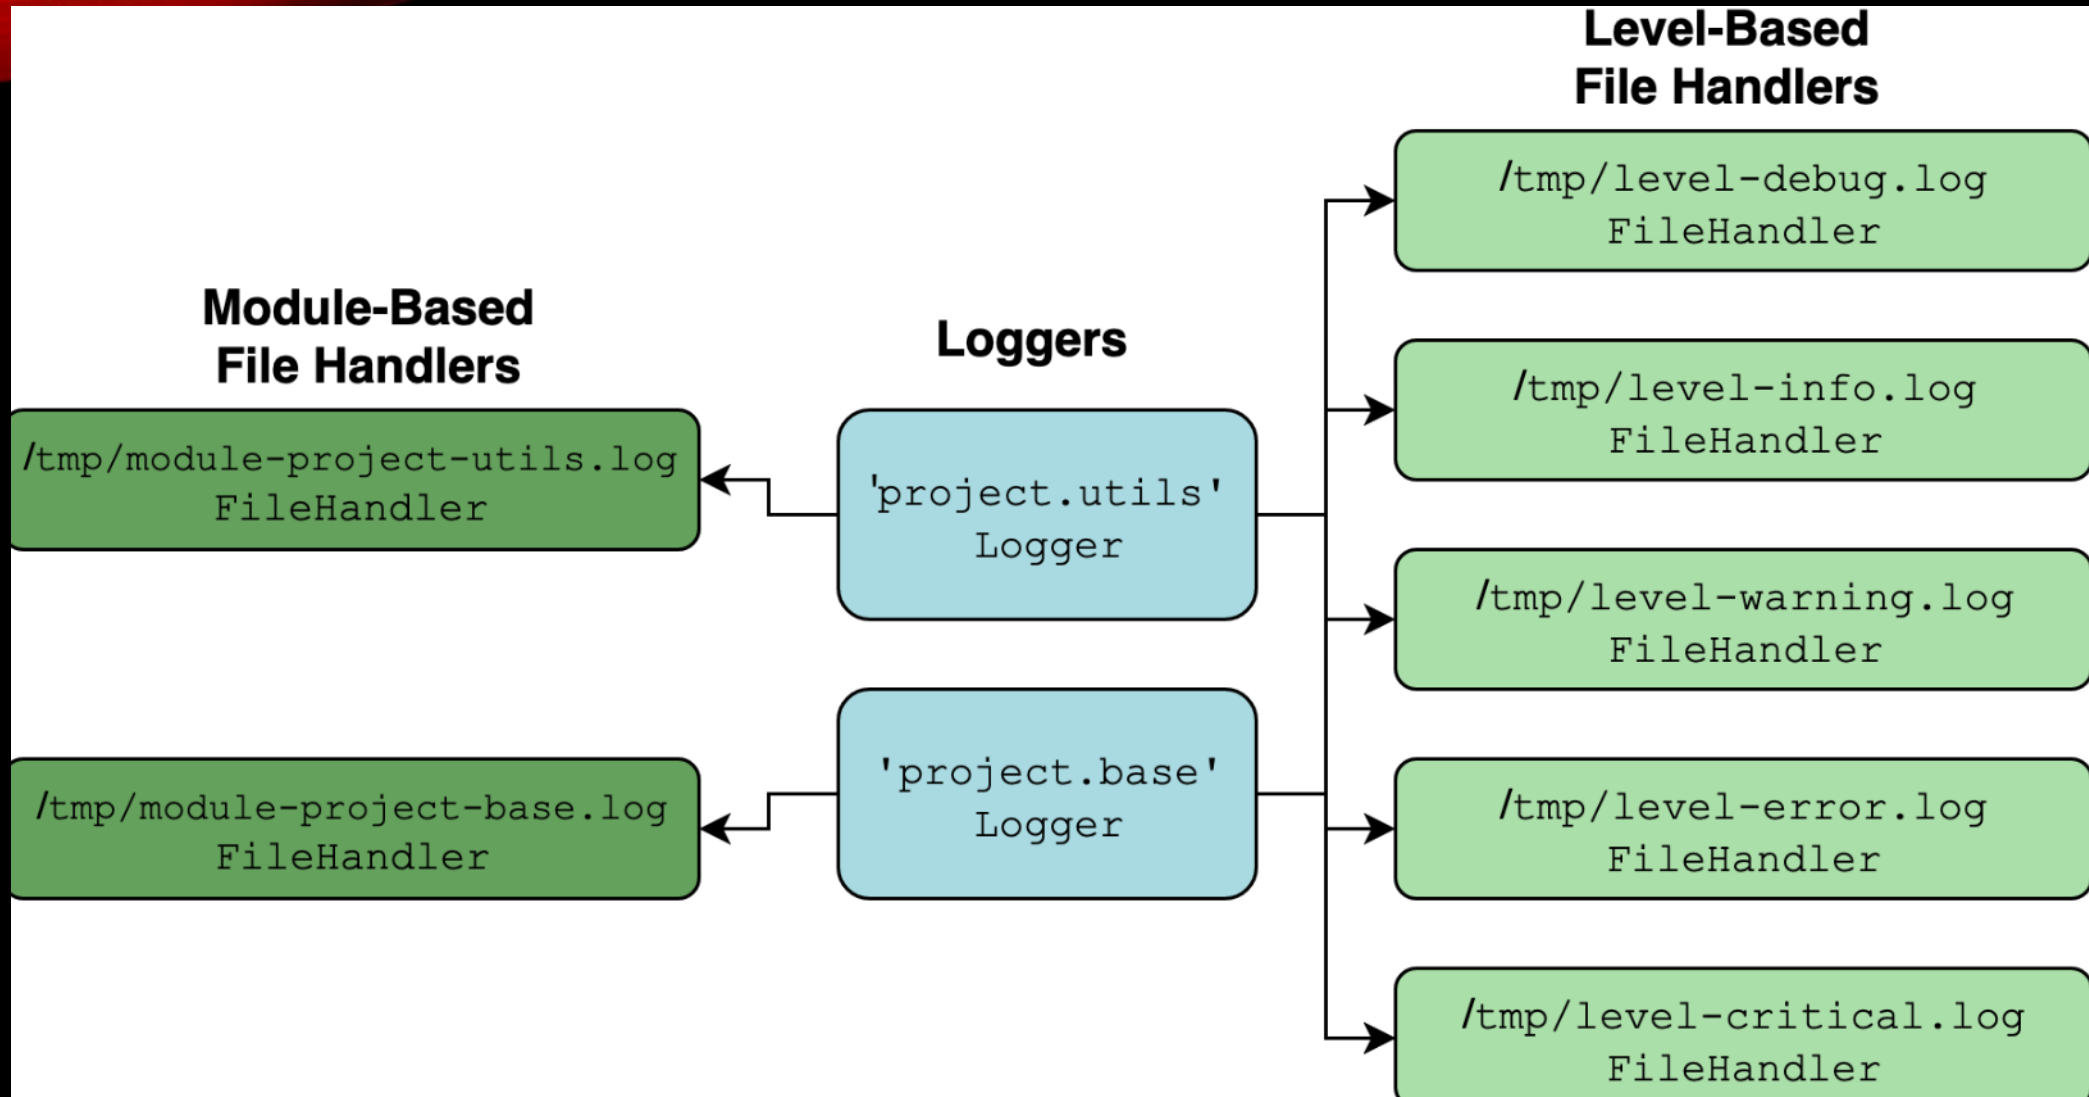 Level-Based
File Handlers
/tmp/level-debug.log
FileHandler
/tmp/level-info.log
FileHandler
/tmp/level-warning.log
FileHandler
/tmp/level-error.log
FileHandler
/tmp/level-critical.log
FileHandler
Module-Based
File Handlers
/tmp/module-project-utils.log
FileHandler
/tmp/module-project-base.log
FileHandler
Loggers
'project.utils'
Logger
'project.base'
Logger